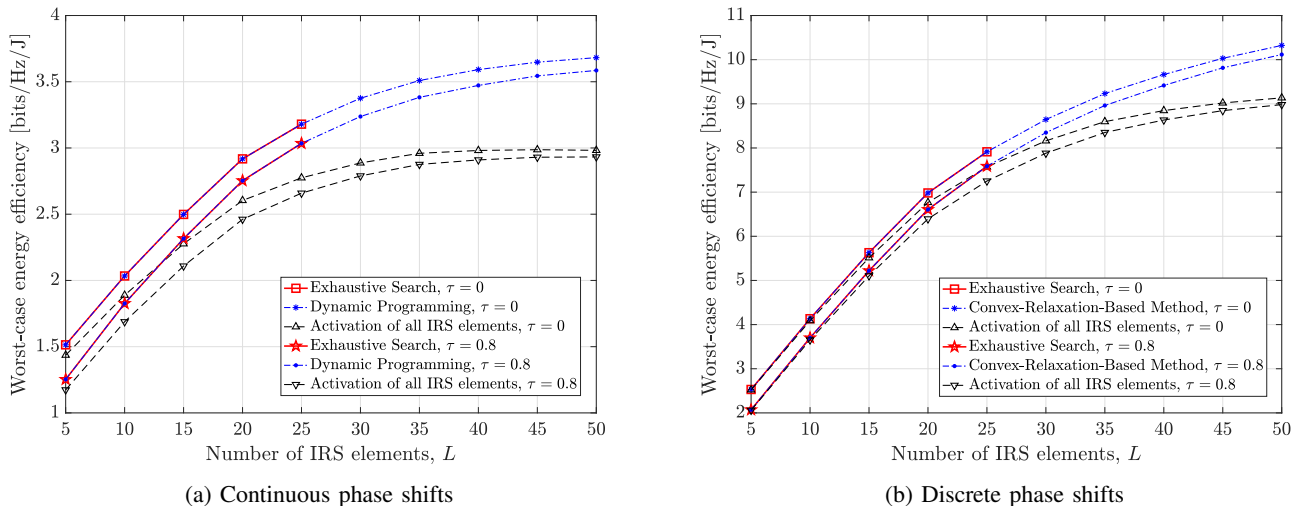 Worst-case energy efficiency [bits/Hz/J]
4
3.5
3
2.5
2
1.5
1
5 10 15 20 25 30 35 40 45 50
Number of IRS elements, L
Exhaustive Search, τ = 0
Dynamic Programming, τ = 0
Activation of all IRS elements, τ = 0
Exhaustive Search, τ = 0.8
Dynamic Programming, τ = 0.8
Activation of all IRS elements, τ = 0.8
(a) Continuous phase shifts
Worst-case energy efficiency [bits/Hz/J]
11
10
9
8
7
6
5
4
3
2
5 10 15 20 25 30 35 40 45 50
Number of IRS elements, L
Exhaustive Search, τ = 0
Convex-Relaxation-Based Method, τ = 0
Activation of all IRS elements, τ = 0
Exhaustive Search, τ = 0.8
Convex-Relaxation-Based Method, τ = 0.8
Activation of all IRS elements, τ = 0.8
(b) Discrete phase shifts